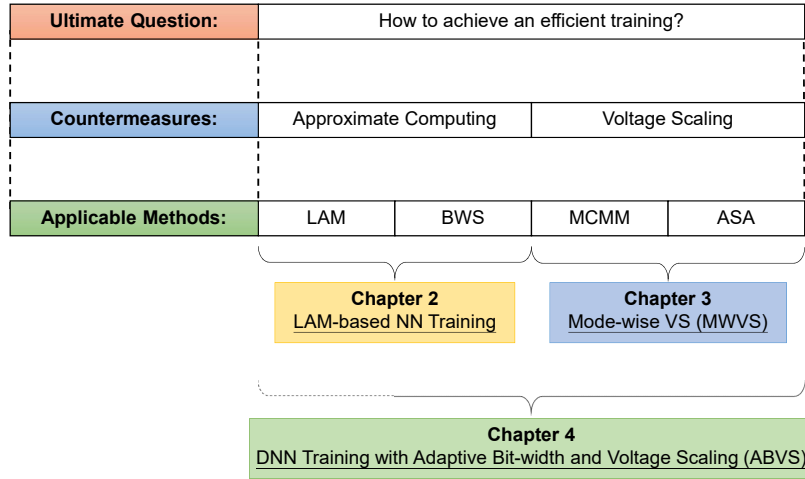 Ultimate Question: How to achieve an efficient training?
Countermeasures: Approximate Computing Voltage Scaling
Applicable Methods: LAM BWS MCMM ASA
Chapter 2
LAM-based NN Training
Chapter 3
Mode-wise VS (MWVS)
Chapter 4
DNN Training with Adaptive Bit-width and Voltage Scaling (ABVS)